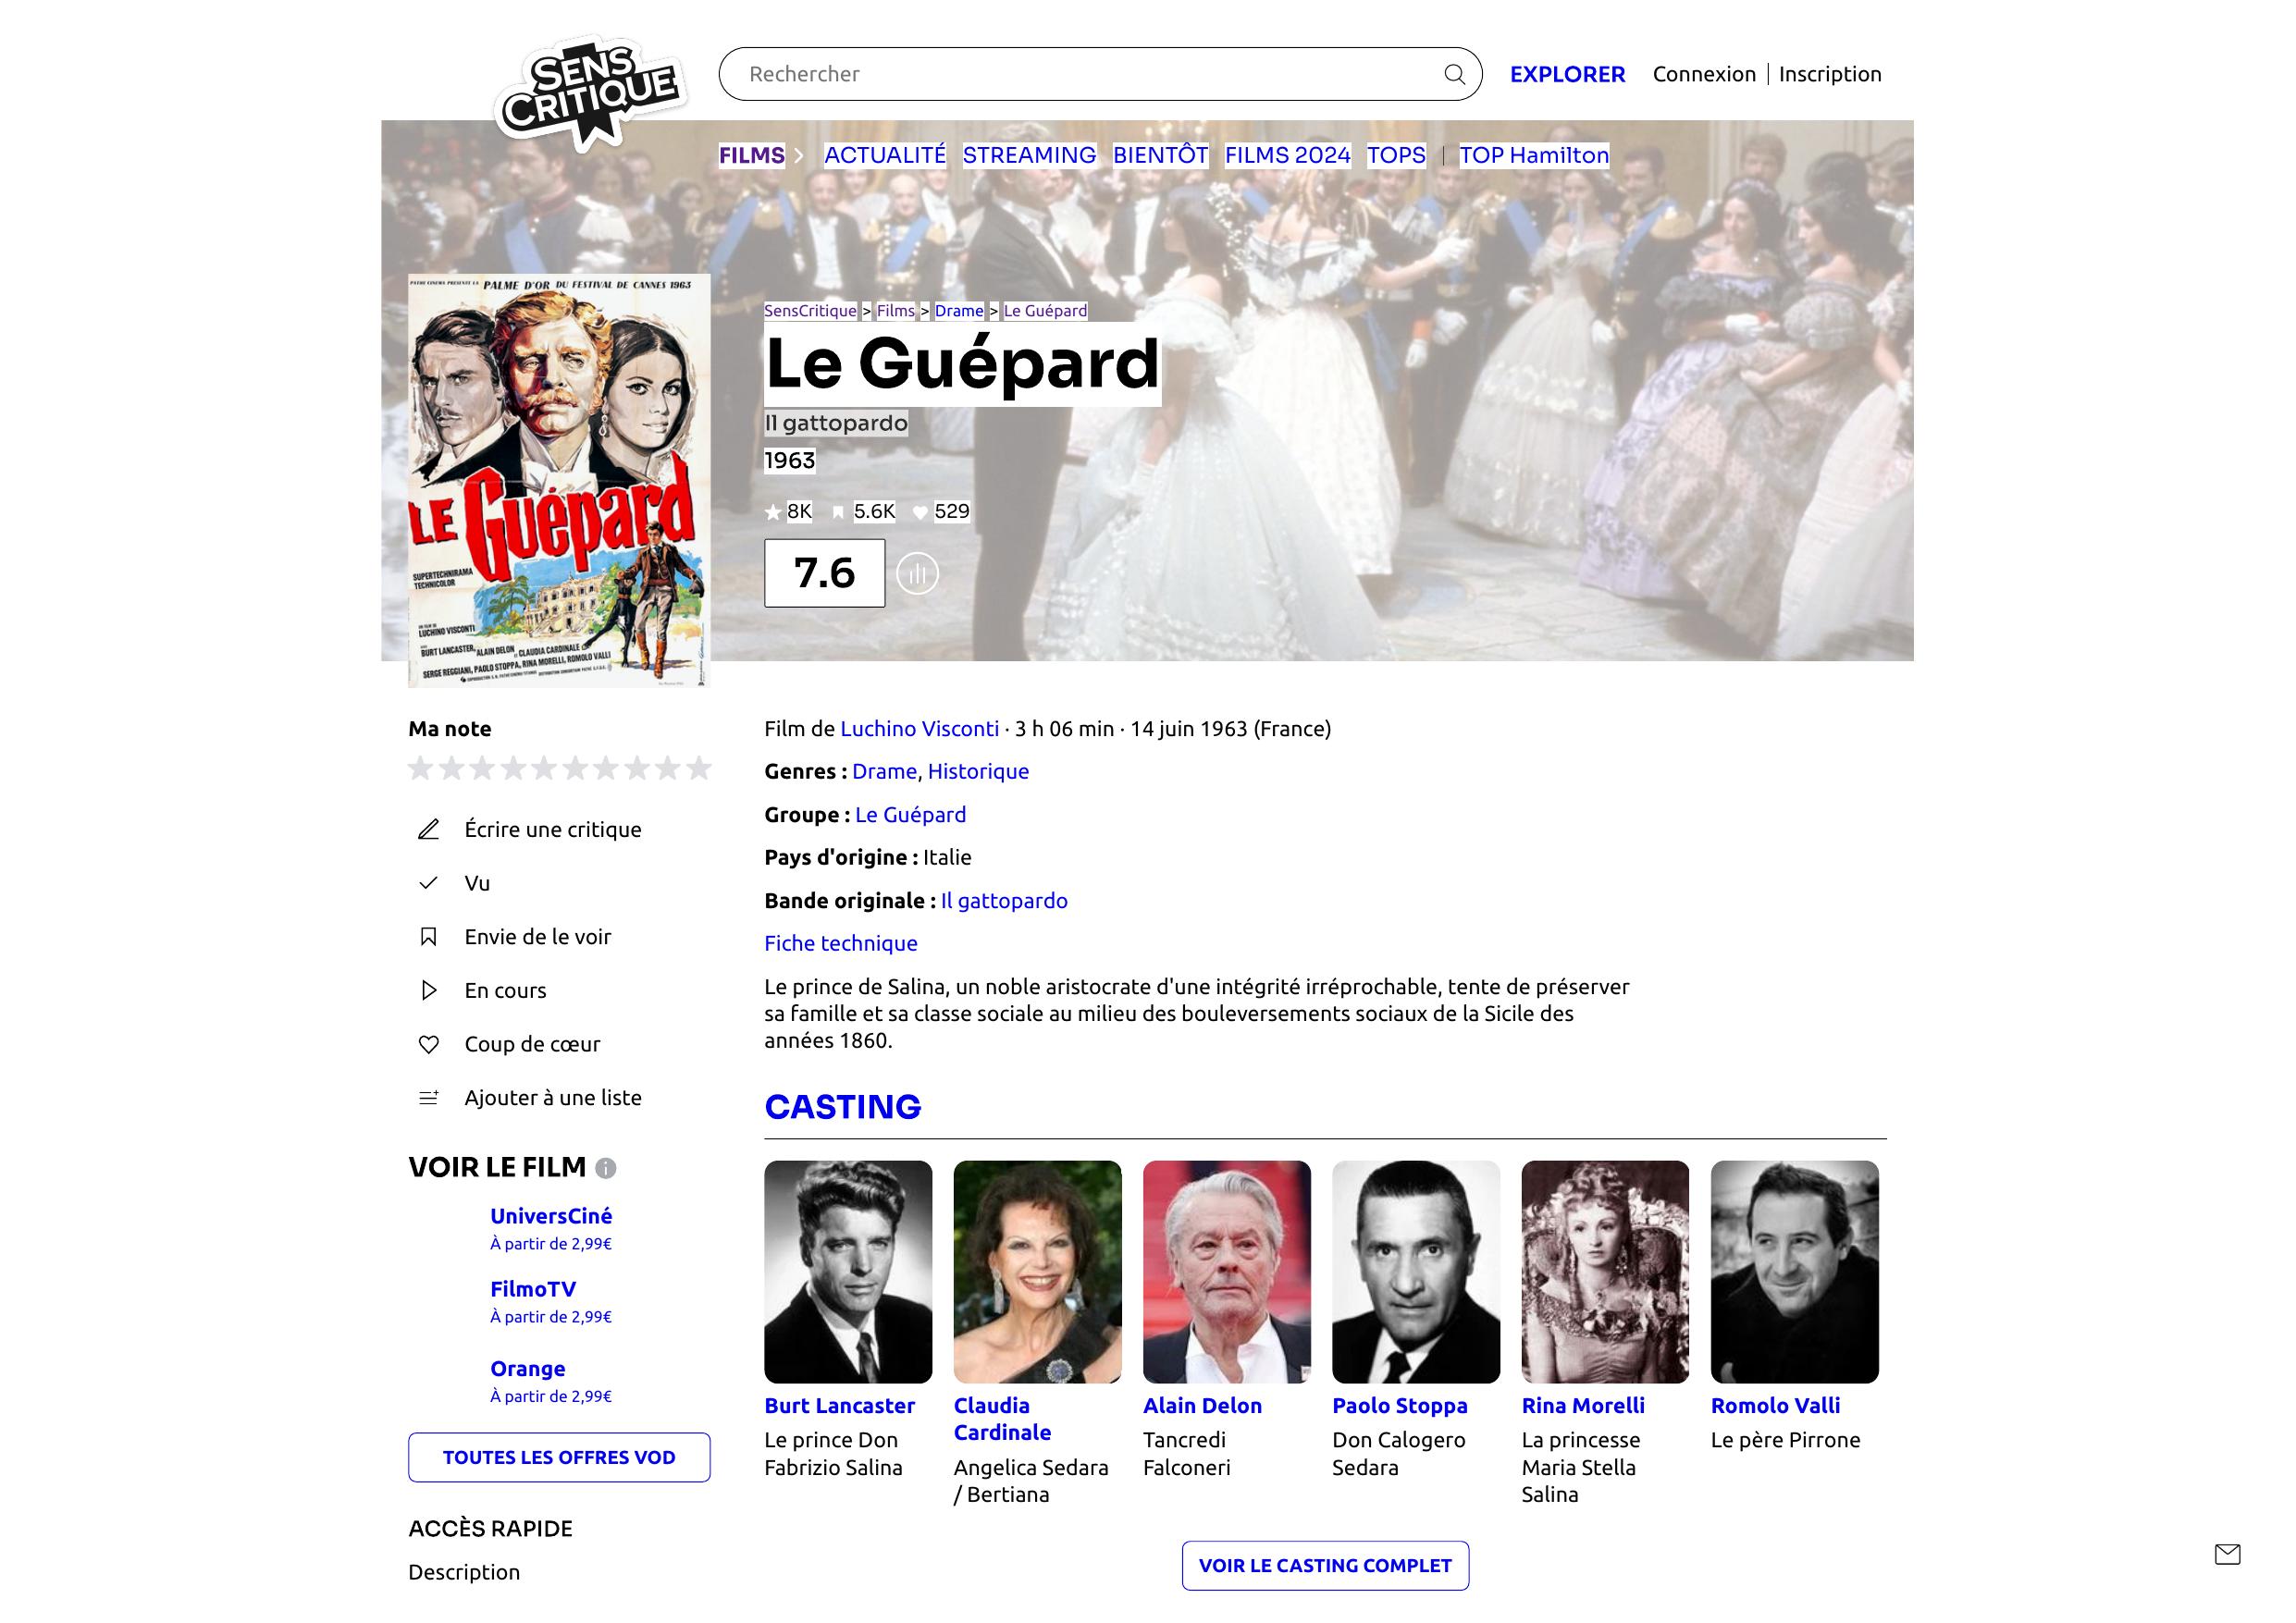 SENS
CRITIQUE
Rechercher
EXPLORER
Connexion
Inscription
FILMS
ACTUALITÉ
STREAMING
BIENTÔT
FILMS 2024
TOPS
TOP Hamilton
PALME D'OR DU FESTIVAL DE CANNES 1963
LE Guépard
SUPERTECHNIRAMA
TECHNICOLOR
LUCHINO VISCONTI
BURT LANCASTER, ALAIN DELON CLAUDIA CARDINALE
SERGE REGGIANI, PAOLO STOPPA, RINA MORELLI, ROMOLO VALLI
SensCritique > Films > Drame > Le Guépard
Le Guépard
Il gattopardo
1963
8K 5.6K 529
7.6
Ma note
Écrire une critique
Vu
Envie de le voir
En cours
Coup de cœur
Ajouter à une liste
VOIR LE FILM
UniversCiné
À partir de 2,99€
FilmoTV
À partir de 2,99€
Orange
À partir de 2,99€
TOUTES LES OFFRES VOD
ACCÈS RAPIDE
Description
Film de Luchino Visconti · 3 h 06 min · 14 juin 1963 (France)
Genres : Drame, Historique
Groupe : Le Guépard
Pays d'origine : Italie
Bande originale : Il gattopardo
Fiche technique
Le prince de Salina, un noble aristocrate d'une intégrité irréprochable, tente de préserver
sa famille et sa classe sociale au milieu des bouleversements sociaux de la Sicile des
années 1860.
CASTING
Burt Lancaster
Le prince Don
Fabrizio Salina
Claudia
Cardinale
Angelica Sedara
/ Bertiana
Alain Delon
Tancredi
Falconeri
Paolo Stoppa
Don Calogero
Sedara
Rina Morelli
La princesse
Maria Stella
Salina
Romolo Valli
Le père Pirrone
VOIR LE CASTING COMPLET